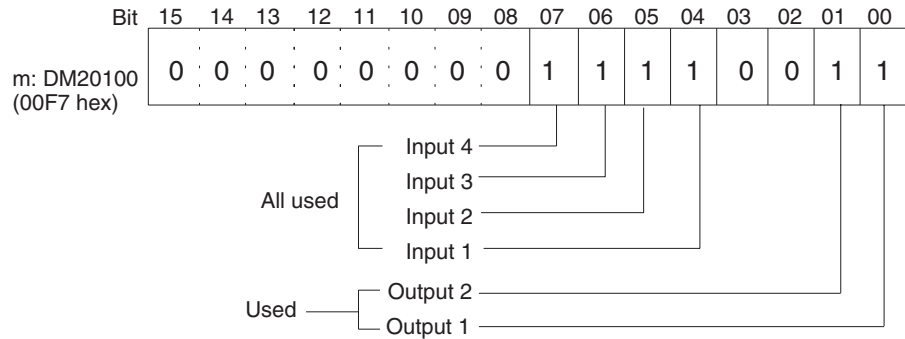 Bit 15 14 13 12 11 10 09 08 07 06 05 04 03 02 01 00
m: DM20100 0 0 0 0 0 0 0 0 1 1 1 1 0 0 1 1
(00F7 hex)
Input 4
Input 3
All used
Input 2
Input 1
Output 2
Used
Output 1